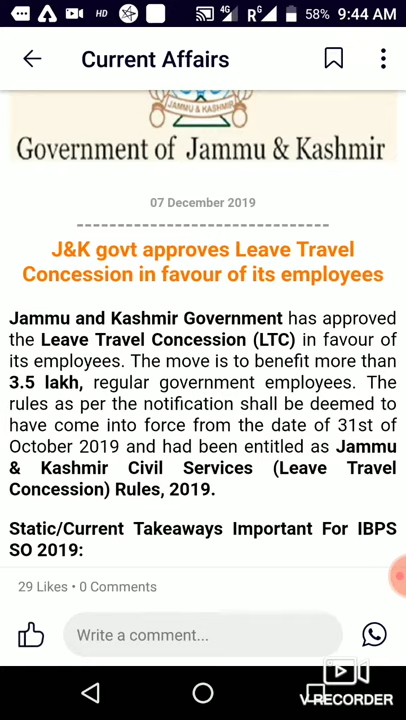 HD
4G
R G
58%
9:44 AM
Current Affairs
JAMMU & KASHMIR
Government of Jammu & Kashmir
07 December 2019
------------------------------
J&K govt approves Leave Travel
Concession in favour of its employees
Jammu and Kashmir Government has approved
the Leave Travel Concession (LTC) in favour of
its employees. The move is to benefit more than
3.5 lakh, regular government employees. The
rules as per the notification shall be deemed to
have come into force from the date of 31st of
October 2019 and had been entitled as Jammu
& Kashmir Civil Services (Leave Travel
Concession) Rules, 2019.
Static/Current Takeaways Important For IBPS
SO 2019:
29 Likes • 0 Comments
Write a comment...
V RECORDER